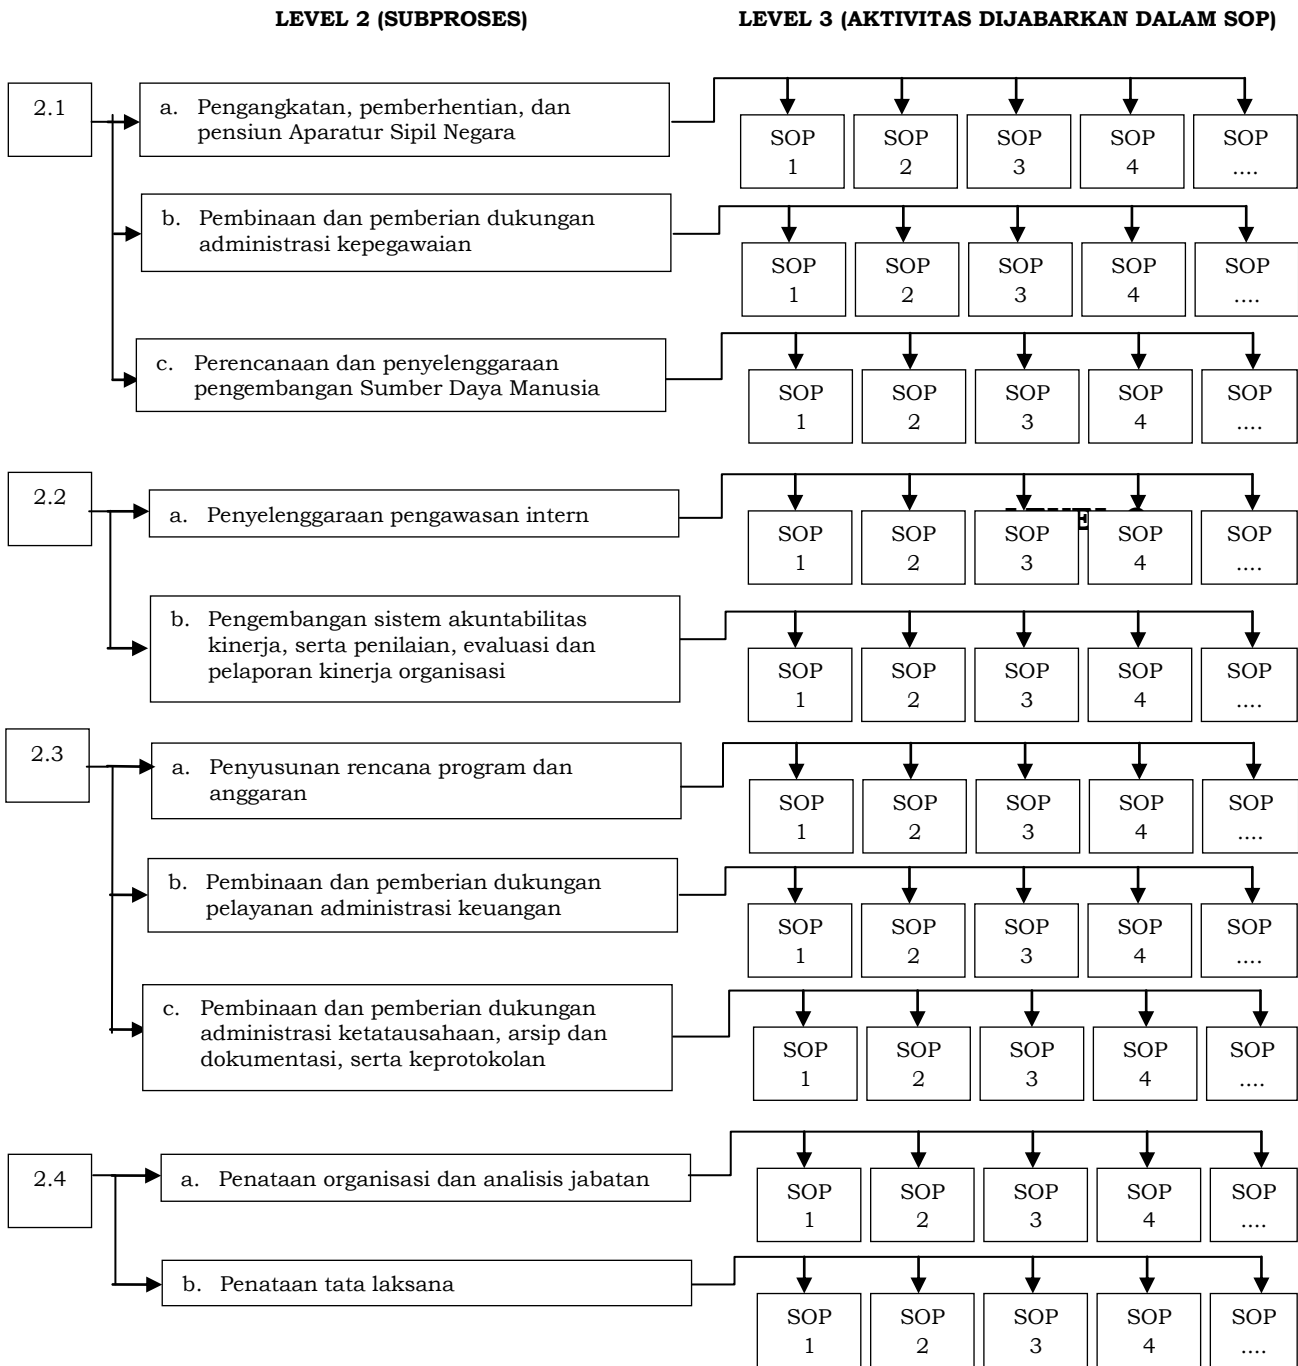 LEVEL 2 (SUBPROSES)
LEVEL 3 (AKTIVITAS DIJABARKAN DALAM SOP)
2.1
a. Pengangkatan, pemberhentian, dan
pensiun Aparatur Sipil Negara
SOP
1
SOP
2
SOP
3
SOP
4
SOP
....
b. Pembinaan dan pemberian dukungan
administrasi kepegawaian
SOP
1
SOP
2
SOP
3
SOP
4
SOP
....
c. Perencanaan dan penyelenggaraan
pengembangan Sumber Daya Manusia
SOP
1
SOP
2
SOP
3
SOP
4
SOP
....
2.2
a. Penyelenggaraan pengawasan intern
SOP
1
SOP
2
SOP
3
SOP
4
SOP
....
b. Pengembangan sistem akuntabilitas
kinerja, serta penilaian, evaluasi dan
pelaporan kinerja organisasi
SOP
1
SOP
2
SOP
3
SOP
4
SOP
....
2.3
a. Penyusunan rencana program dan
anggaran
SOP
1
SOP
2
SOP
3
SOP
4
SOP
....
b. Pembinaan dan pemberian dukungan
pelayanan administrasi keuangan
SOP
1
SOP
2
SOP
3
SOP
4
SOP
....
c. Pembinaan dan pemberian dukungan
administrasi ketatausahaan, arsip dan
dokumentasi, serta keprotokolan
SOP
1
SOP
2
SOP
3
SOP
4
SOP
....
2.4
a. Penataan organisasi dan analisis jabatan
SOP
1
SOP
2
SOP
3
SOP
4
SOP
....
b. Penataan tata laksana
SOP
1
SOP
2
SOP
3
SOP
4
SOP
....